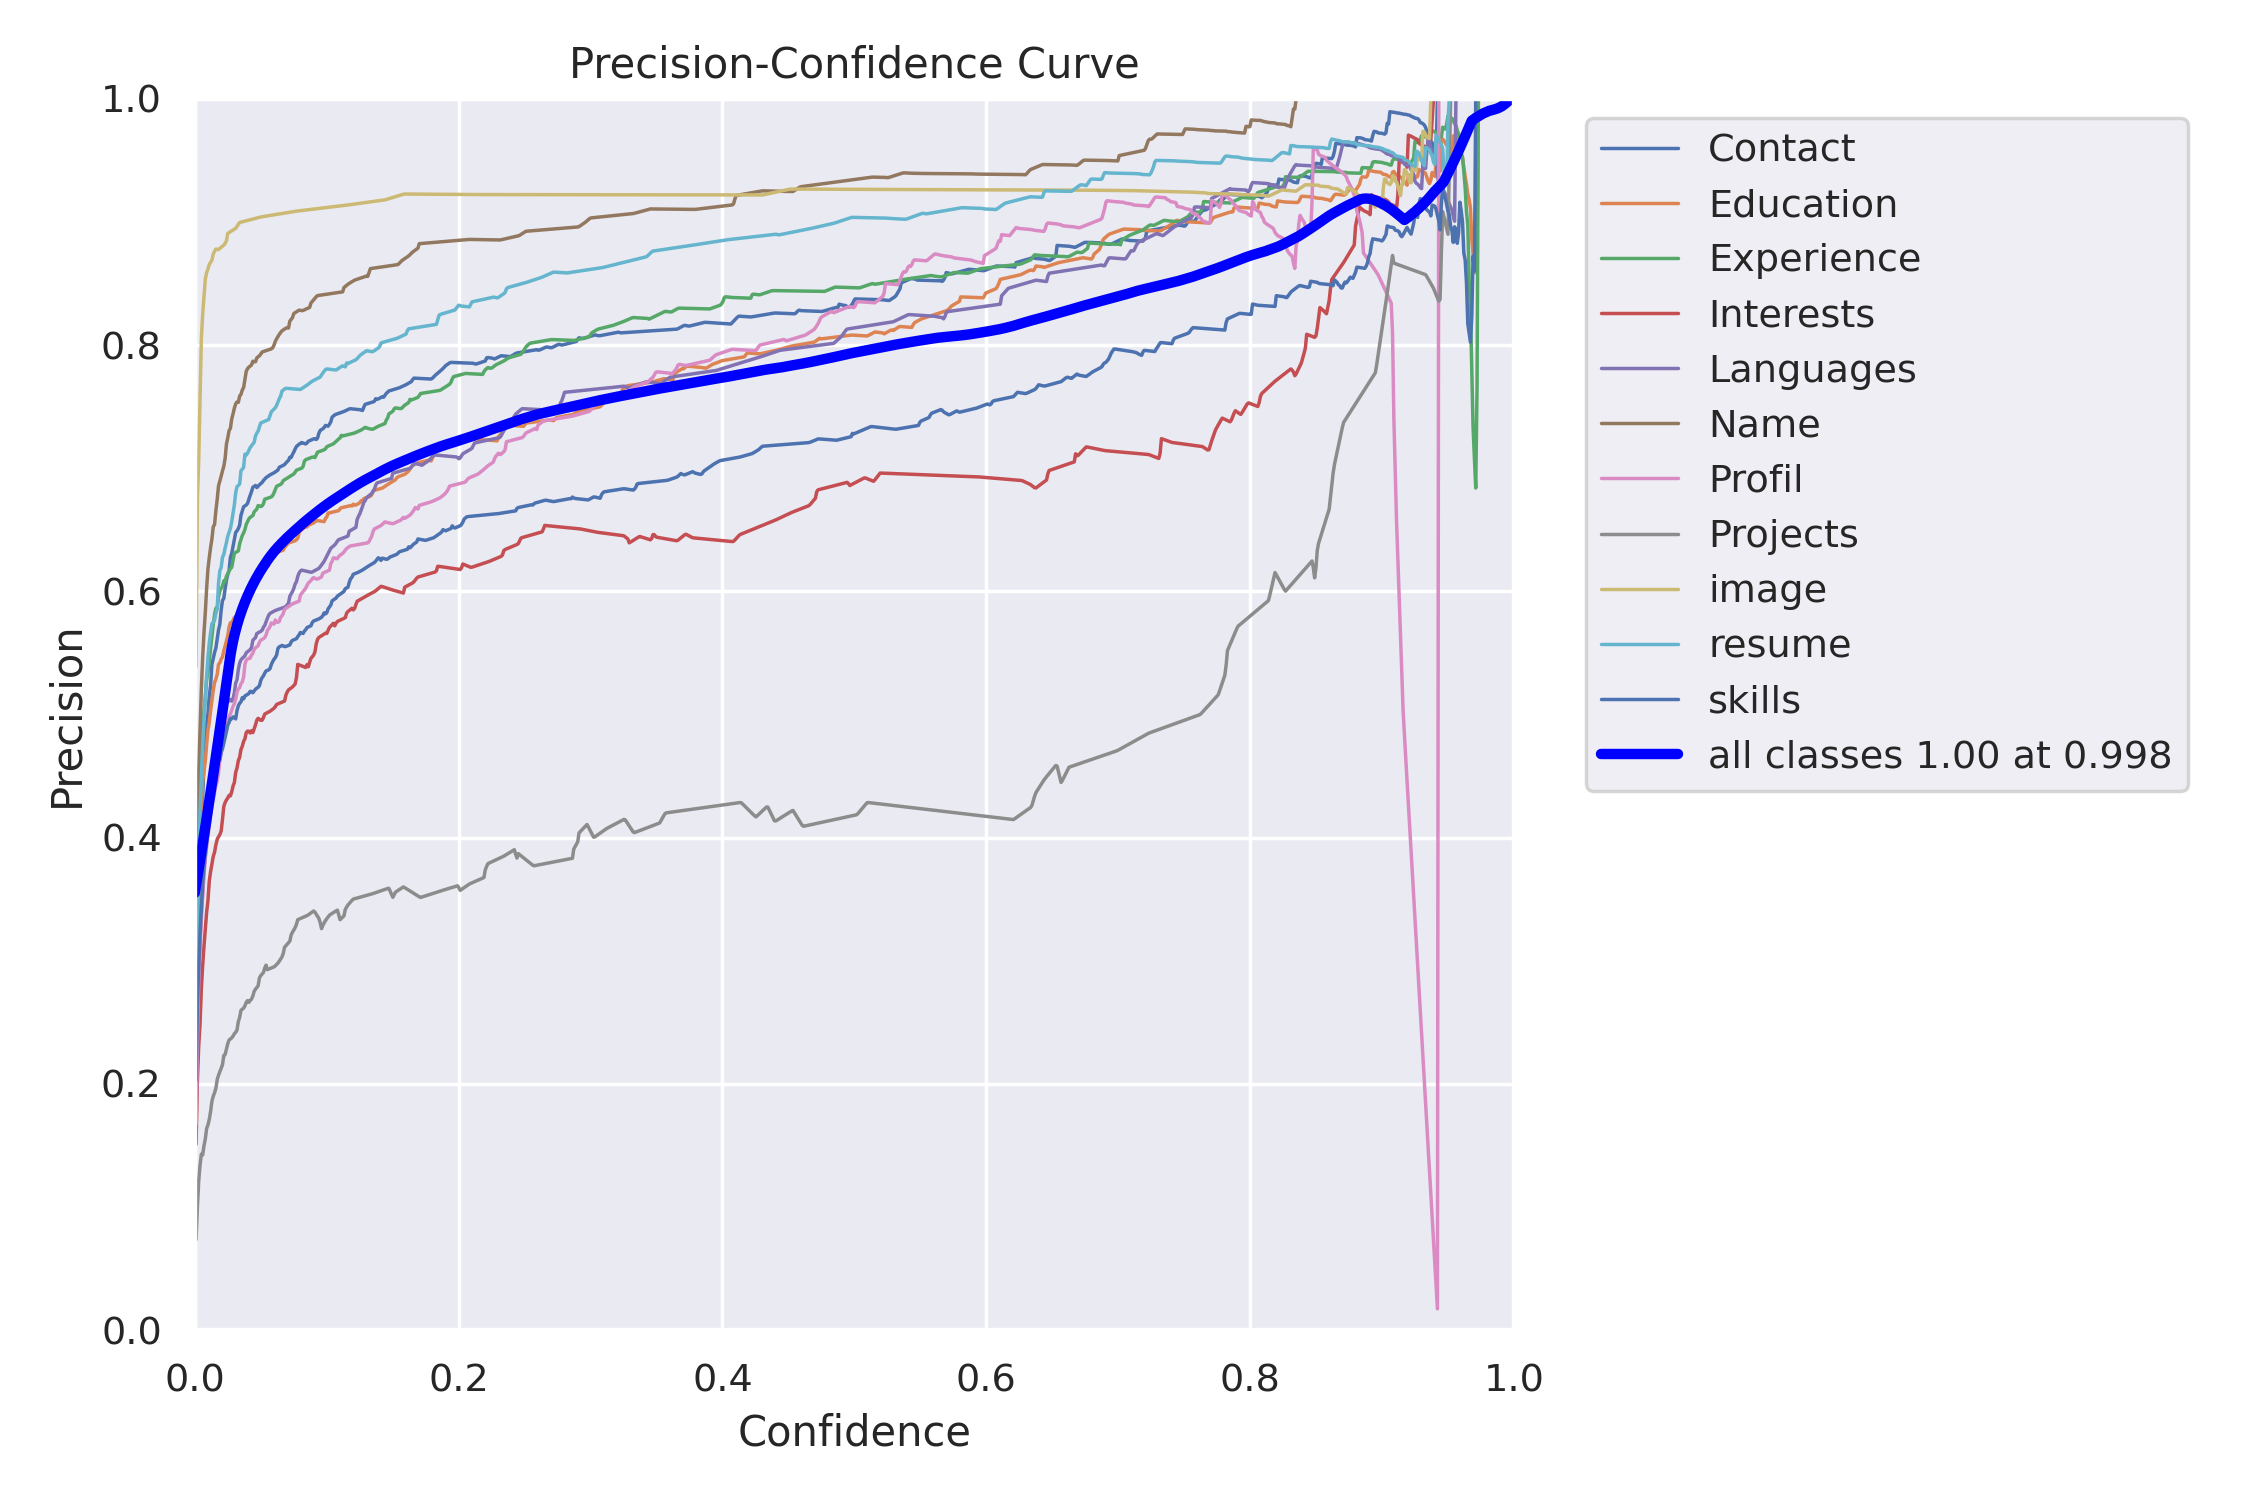 Precision-Confidence Curve
1.0
0.8
0.6
0.4
0.2
0.0
Precision
0.0 0.2 0.4 0.6 0.8 1.0
Confidence
Contact
Education
Experience
Interests
Languages
Name
Profil
Projects
image
resume
skills
all classes 1.00 at 0.998